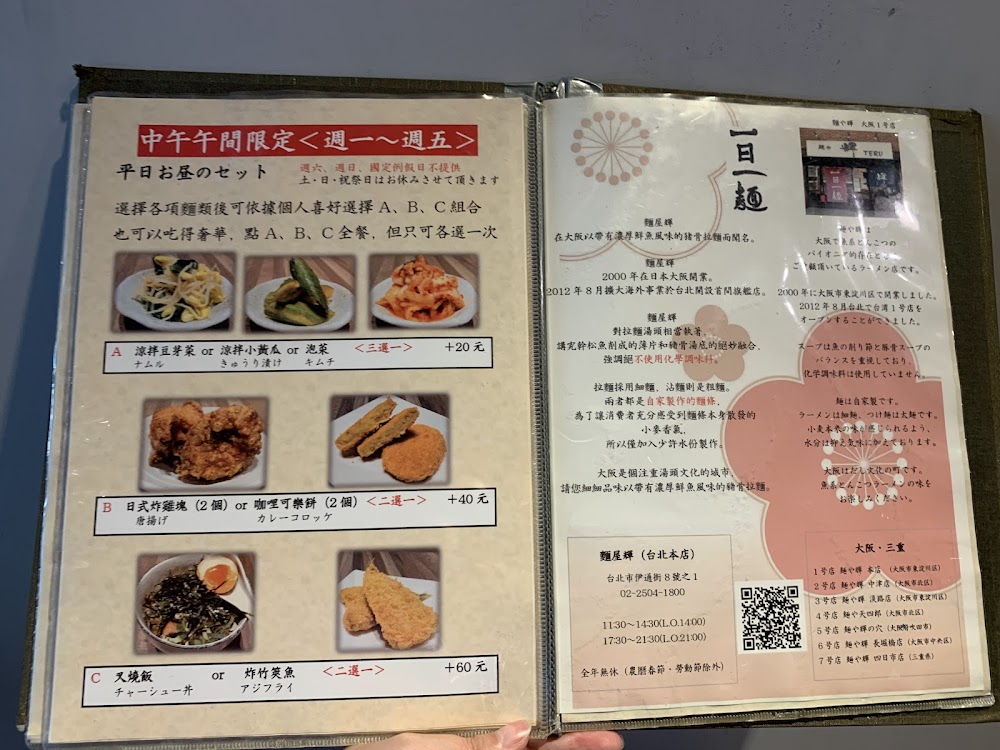 中午午間限定＜週一～週五＞
平日お昼のセット
週六、週日、國定例假日不提供
土・日・祝祭日はお休みさせて頂きます
選擇各項麵類後可依據個人喜好選擇 A、B、C 組合
也可以吃得奢華，點 A、B、C 全餐，但只可各選一次
A 涼拌豆芽菜 or 涼拌小黃瓜 or 泡菜 ＜三選一＞ +20 元
ナムル きゅうり漬け キムチ
B 日式炸雞塊（2 個）or 咖哩可樂餅（2 個）＜二選一＞ +40 元
唐揚げ カレーコロッケ
C 叉燒飯 or 炸竹筴魚 ＜二選一＞ +60 元
チャーシュー丼 アジフライ
一日一麵
麵屋輝
在大阪以帶有濃厚鮮魚風味的豬骨拉麵而聞名。
麵屋輝
2000 年在日本大阪開業。
2012 年 8 月擴大海外事業於台北開設首間旗艦店。
麵屋輝
對拉麵湯頭相當執著，
講究幹松魚削成的薄片和豬骨湯底的絕妙融合，
強調絕不使用化學調味料。
拉麵採用細麵，沾麵則是粗麵。
兩者都是自家製作的麵條，
為了讓消費者充分感受到麵條本身散發的
小麥香氣，
所以僅加入少許水份製作。
大阪是個注重湯頭文化的城市，
請您細細品味以帶有濃厚鮮魚風味的豬骨拉麵。
麵屋輝（台北本店）
台北市伊通街 8 號之 1
02-2504-1800
11:30～14:30(L.O.14:00)
17:30～21:30(L.O.21:00)
全年無休（農曆春節・勞動節除外）
麺や輝 大阪 1 号店
TERU
麺や輝は
大阪で魚系とんこつの
パイオニア的存在として
ご愛顧頂いているラーメン店です。
2000 年に大阪市東淀川区で開業しました。
2012 年 8 月台北で台湾 1 号店を
オープンすることができました。
スープは魚の削り節と豚骨スープの
バランスを重視しており、
化学調味料は使用していません。
麺は自家製です。
ラーメンは細麺、つけ麺は太麺です。
小麦本来の味が感じられるよう、
水分は抑え気味に加えております。
大阪はだし文化の町です。
魚系とんこつラーメンの味を
お楽しみください。
大阪・三重
1 号店 麺や輝 本店（大阪市東淀川区）
2 号店 麺や輝 中津店（大阪市北区）
3 号店 麺や輝 淡路店（大阪市東淀川区）
4 号店 麺や天四郎（大阪市北区）
5 号店 麺や輝の穴（大阪府吹田市）
6 号店 麺や輝 長堀橋店（大阪市中央区）
7 号店 麺や輝 四日市店（三重県）